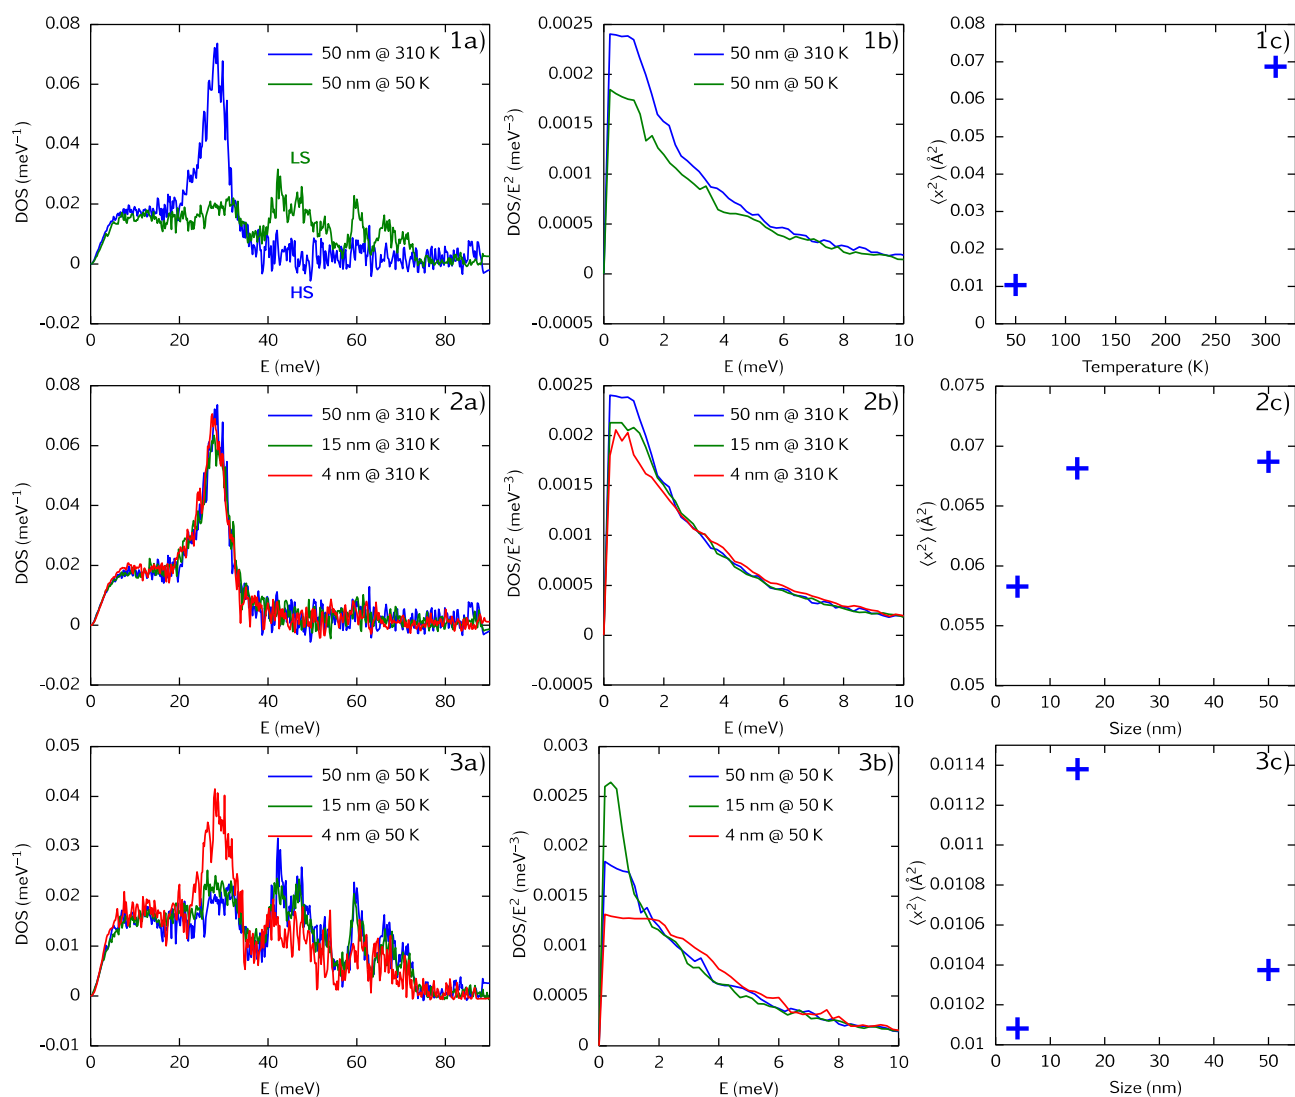 1a)
50 nm @ 310 K
50 nm @ 50 K
LS
HS
DOS (meV⁻¹)
0.08
0.06
0.04
0.02
0
-0.02
0 20 40 60 80
E (meV)
1b)
50 nm @ 310 K
50 nm @ 50 K
DOS/E² (meV⁻³)
0.0025
0.002
0.0015
0.001
0.0005
0
-0.0005
0 2 4 6 8 10
E (meV)
1c)
⟨x²⟩ (Å²)
0.08
0.07
0.06
0.05
0.04
0.03
0.02
0.01
0
50 100 150 200 250 300
Temperature (K)
2a)
50 nm @ 310 K
15 nm @ 310 K
4 nm @ 310 K
DOS (meV⁻¹)
0.08
0.06
0.04
0.02
0
-0.02
0 20 40 60 80
E (meV)
2b)
50 nm @ 310 K
15 nm @ 310 K
4 nm @ 310 K
DOS/E² (meV⁻³)
0.0025
0.002
0.0015
0.001
0.0005
0
-0.0005
0 2 4 6 8 10
E (meV)
2c)
⟨x²⟩ (Å²)
0.075
0.07
0.065
0.06
0.055
0.05
0 10 20 30 40 50
Size (nm)
3a)
50 nm @ 50 K
15 nm @ 50 K
4 nm @ 50 K
DOS (meV⁻¹)
0.05
0.04
0.03
0.02
0.01
0
-0.01
0 20 40 60 80
E (meV)
3b)
50 nm @ 50 K
15 nm @ 50 K
4 nm @ 50 K
DOS/E² (meV⁻³)
0.003
0.0025
0.002
0.0015
0.001
0.0005
0
0 2 4 6 8 10
E (meV)
3c)
⟨x²⟩ (Å²)
0.0114
0.0112
0.011
0.0108
0.0106
0.0104
0.0102
0.01
0 10 20 30 40 50
Size (nm)